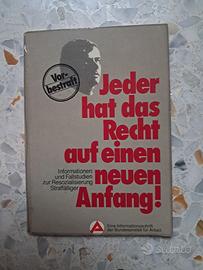 Vor-
bestraft
Jeder
hat das
Recht
auf einen
neuen
Anfang!
Informationen
und Fallstudien
zur Resozialisierung
Straffälliger
Eine Informationsschrift
der Bundesanstalt für Arbeit
subito